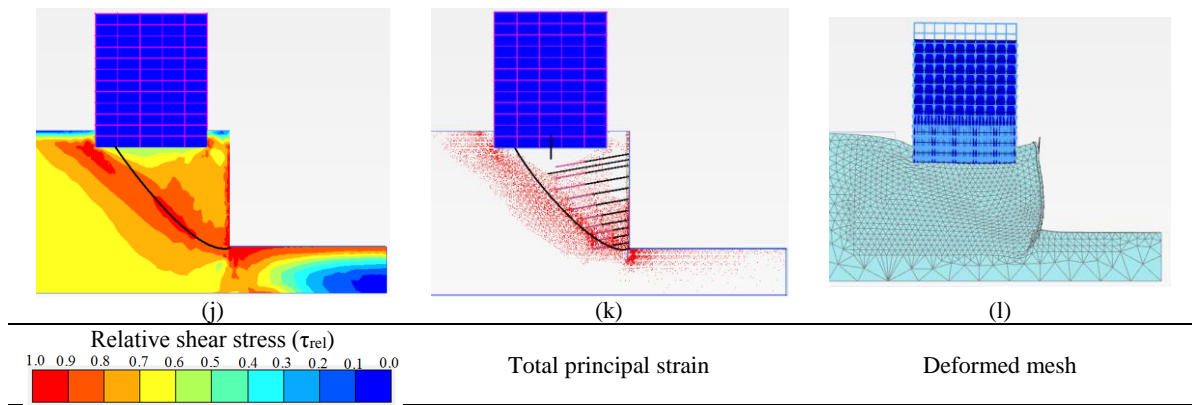 (j) (k) (l)
Relative shear stress (τrel)
1.0 0.9 0.8 0.7 0.6 0.5 0.4 0.3 0.2 0.1 0.0
Total principal strain
Deformed mesh